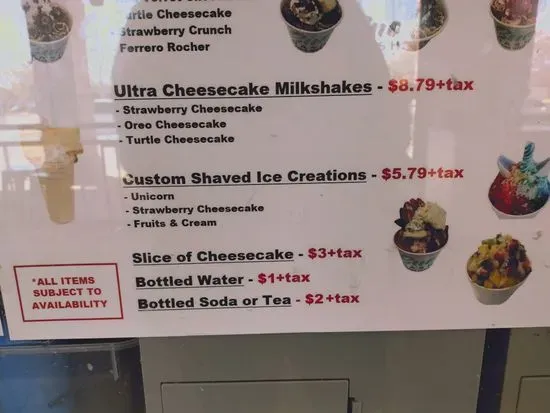 Turtle Cheesecake
- Strawberry Crunch
- Ferrero Rocher
Ultra Cheesecake Milkshakes - $8.79+tax
- Strawberry Cheesecake
- Oreo Cheesecake
- Turtle Cheesecake
Custom Shaved Ice Creations - $5.79+tax
- Unicorn
- Strawberry Cheesecake
- Fruits & Cream
Slice of Cheesecake - $3+tax
Bottled Water - $1+tax
Bottled Soda or Tea - $2+tax
*ALL ITEMS
SUBJECT TO
AVAILABILITY